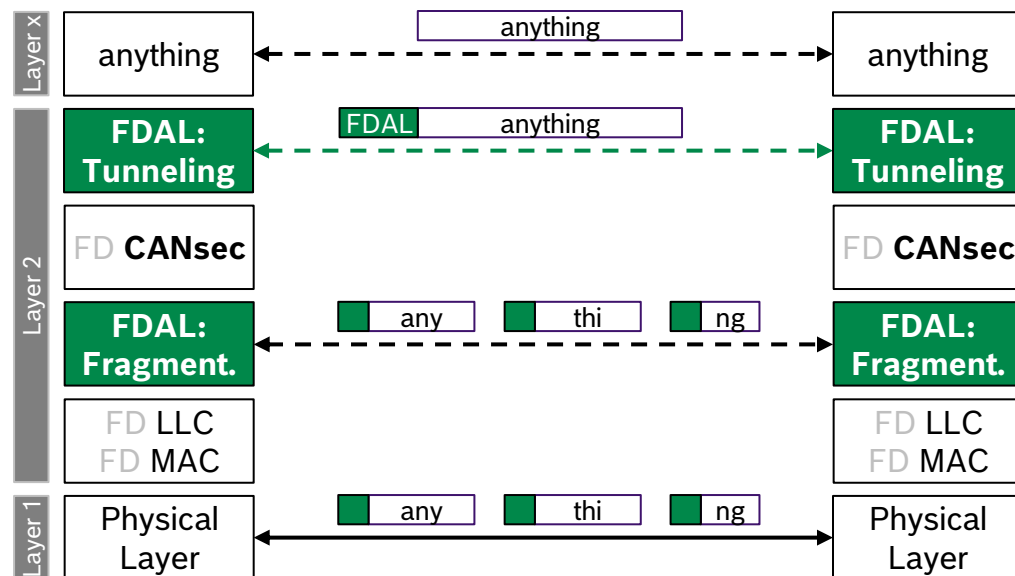 Layer x
anything
anything
anything
Layer 2
FDAL:
Tunneling
FDAL
anything
FDAL:
Tunneling
FD CANsec
FD CANsec
FDAL:
Fragment.
any
thi
ng
FDAL:
Fragment.
FD LLC
FD MAC
FD LLC
FD MAC
Layer 1
Physical
Layer
any
thi
ng
Physical
Layer